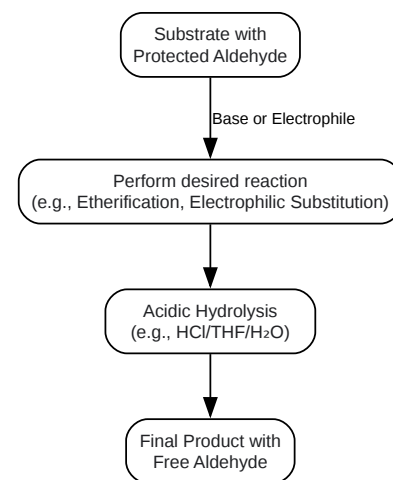 Substrate with
Protected Aldehyde
Base or Electrophile
Perform desired reaction
(e.g., Etherification, Electrophilic Substitution)
Acidic Hydrolysis
(e.g., HCl/THF/H₂O)
Final Product with
Free Aldehyde